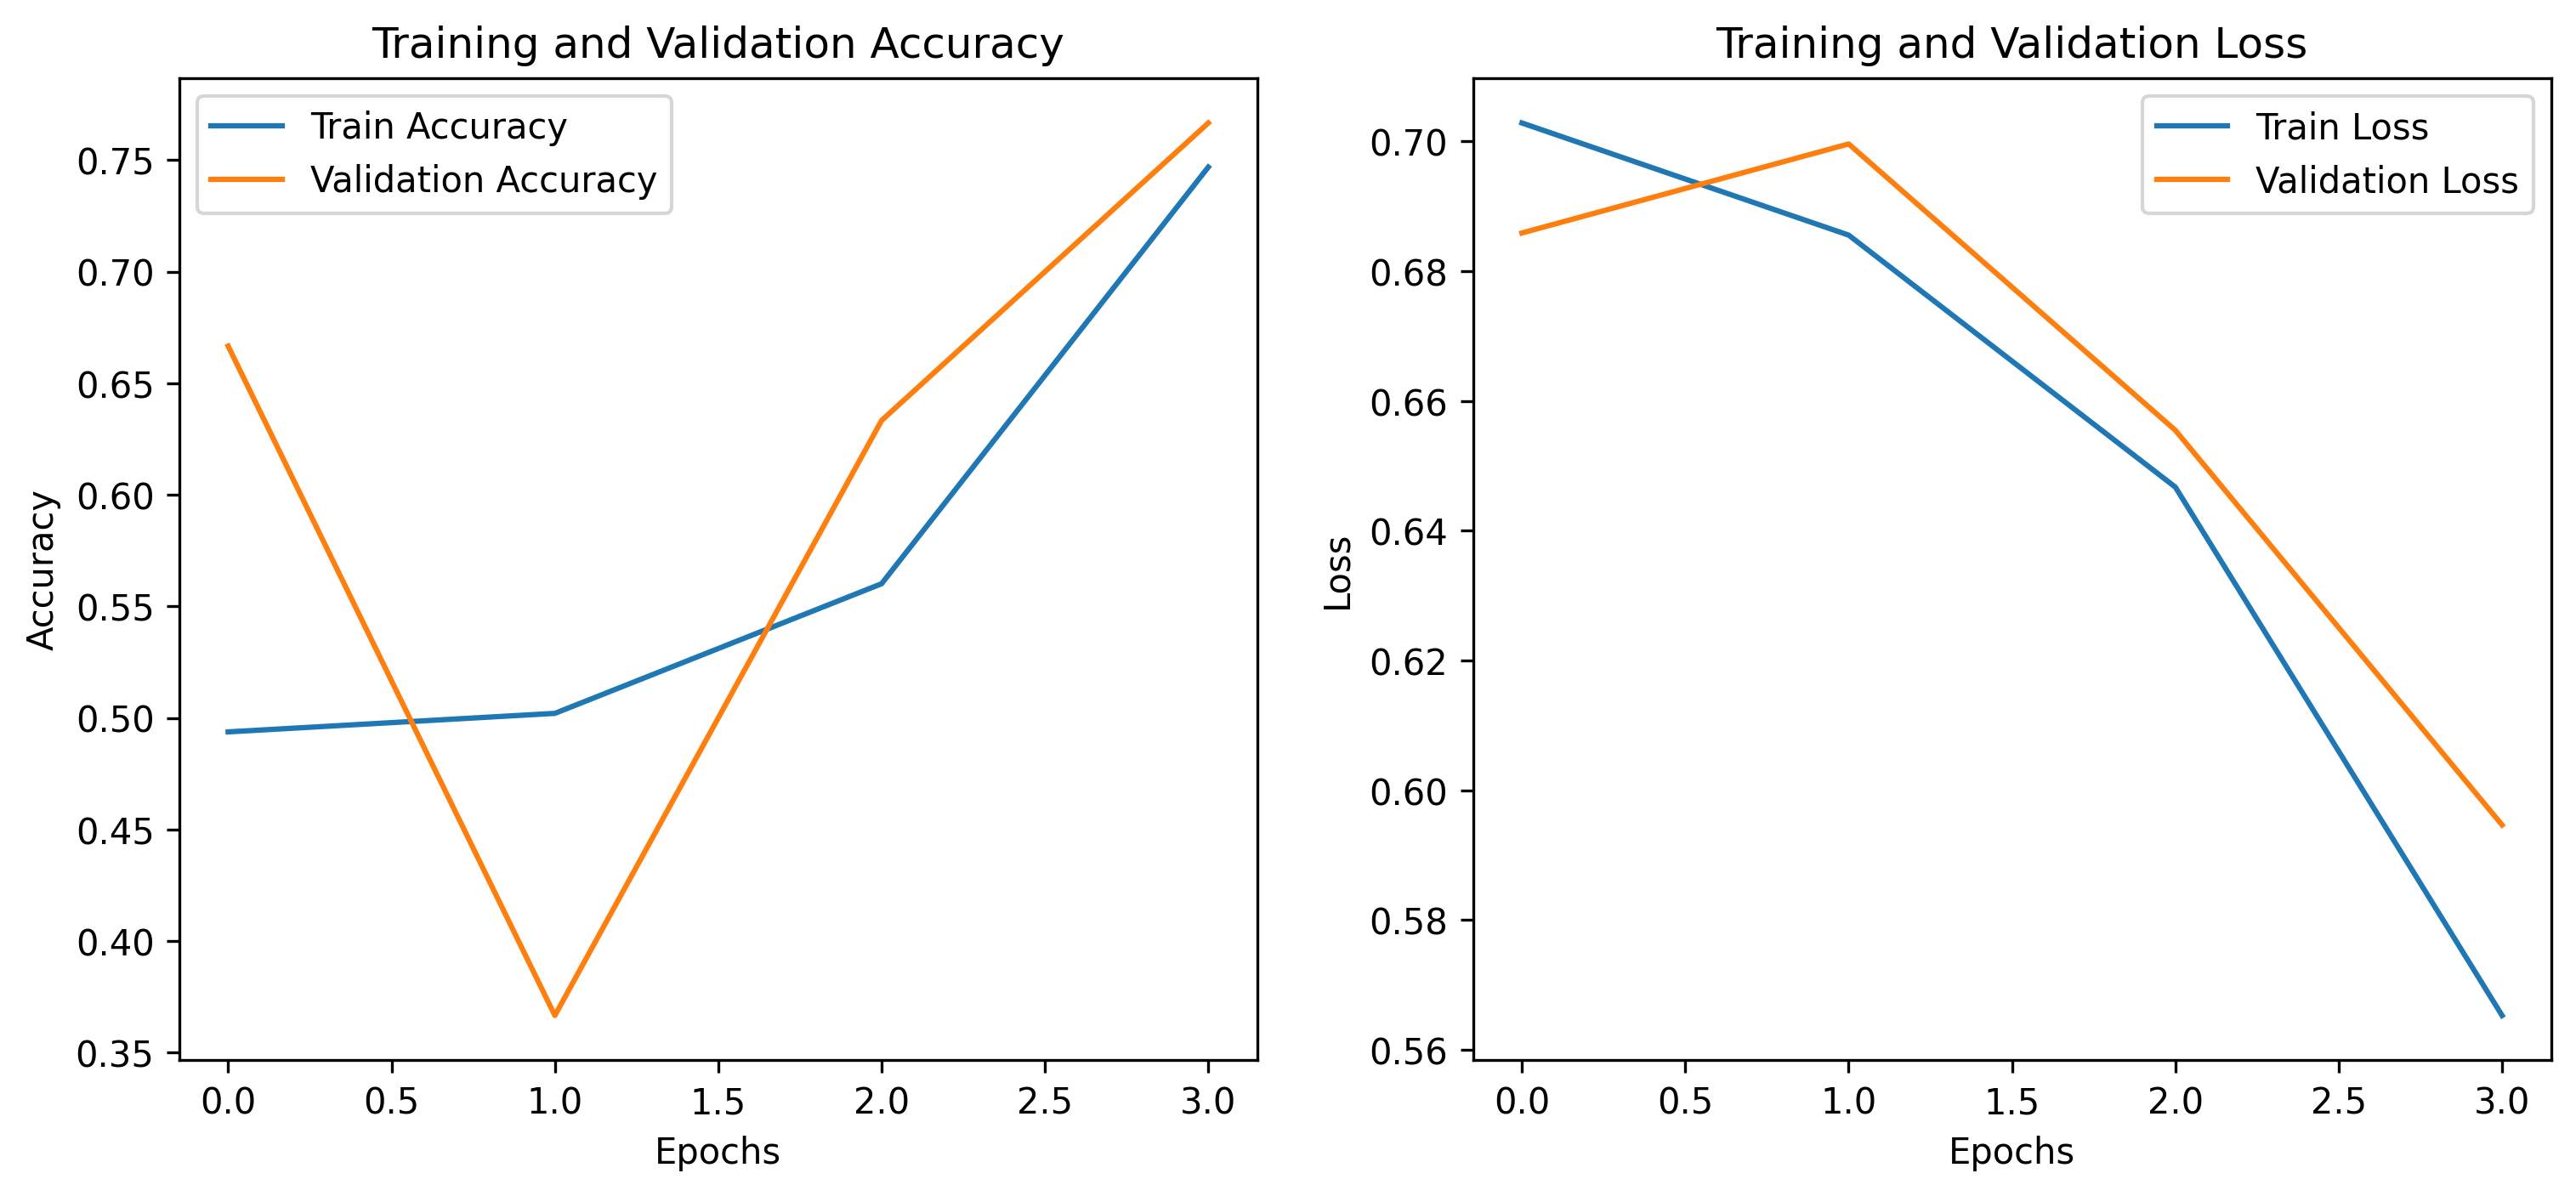 Training and Validation Accuracy
Train Accuracy
Validation Accuracy
0.75
0.70
0.65
0.60
0.55
0.50
0.45
0.40
0.35
Accuracy
0.0 0.5 1.0 1.5 2.0 2.5 3.0
Epochs
Training and Validation Loss
Train Loss
Validation Loss
0.70
0.68
0.66
0.64
0.62
0.60
0.58
0.56
Loss
0.0 0.5 1.0 1.5 2.0 2.5 3.0
Epochs